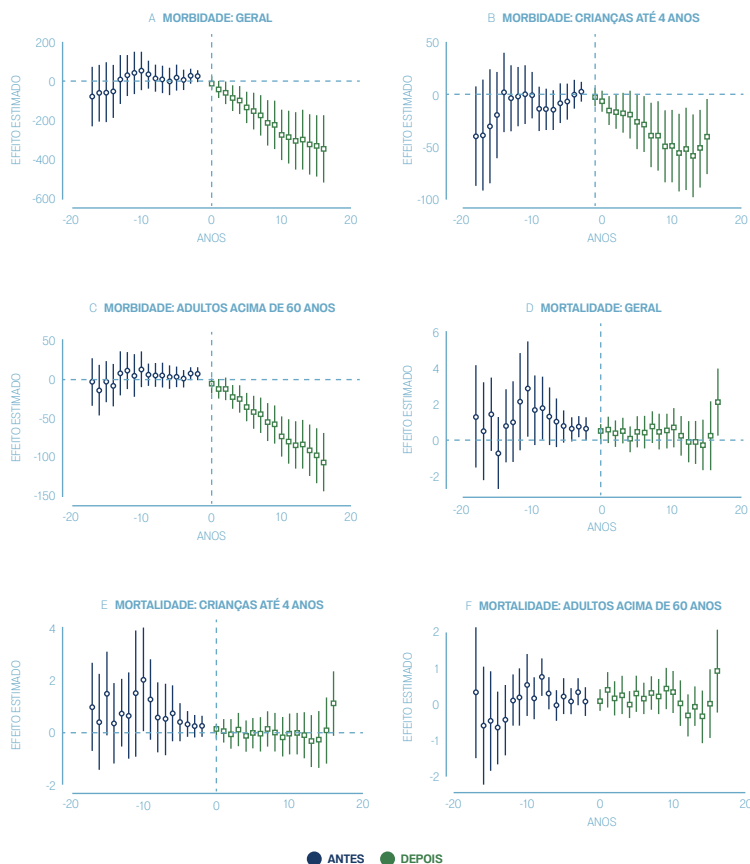 A MORBIDADE: GERAL
200
0
-200
-400
-600
EFEITO ESTIMADO
-20 -10 0 10 20
ANOS
B MORBIDADE: CRIANÇAS ATÉ 4 ANOS
50
0
-50
-100
EFEITO ESTIMADO
-20 -10 0 10 20
ANOS
C MORBIDADE: ADULTOS ACIMA DE 60 ANOS
50
0
-50
-100
-150
EFEITO ESTIMADO
-20 -10 0 10 20
ANOS
D MORTALIDADE: GERAL
6
4
2
0
-2
EFEITO ESTIMADO
-20 -10 0 10 20
ANOS
E MORTALIDADE: CRIANÇAS ATÉ 4 ANOS
4
2
0
-2
EFEITO ESTIMADO
-20 -10 0 10 20
F MORTALIDADE: ADULTOS ACIMA DE 60 ANOS
2
1
0
-1
-2
EFEITO ESTIMADO
-20 -10 0 10 20
ANOS
ANTES DEPOIS